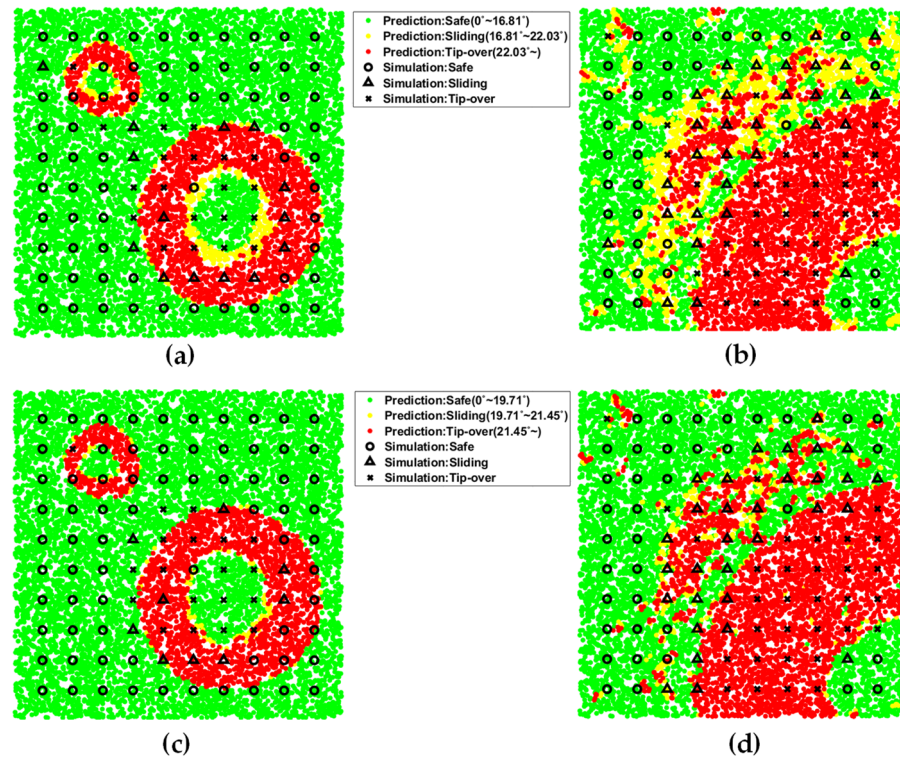 Prediction:Safe(0°~16.81°)
Prediction:Sliding(16.81°~22.03°)
Prediction:Tip-over(22.03°~)
Simulation:Safe
Simulation:Sliding
Simulation:Tip-over
(a)
(b)
Prediction:Safe(0°~19.71°)
Prediction:Sliding(19.71°~21.45°)
Prediction:Tip-over(21.45°~)
Simulation:Safe
Simulation:Sliding
Simulation:Tip-over
(c)
(d)